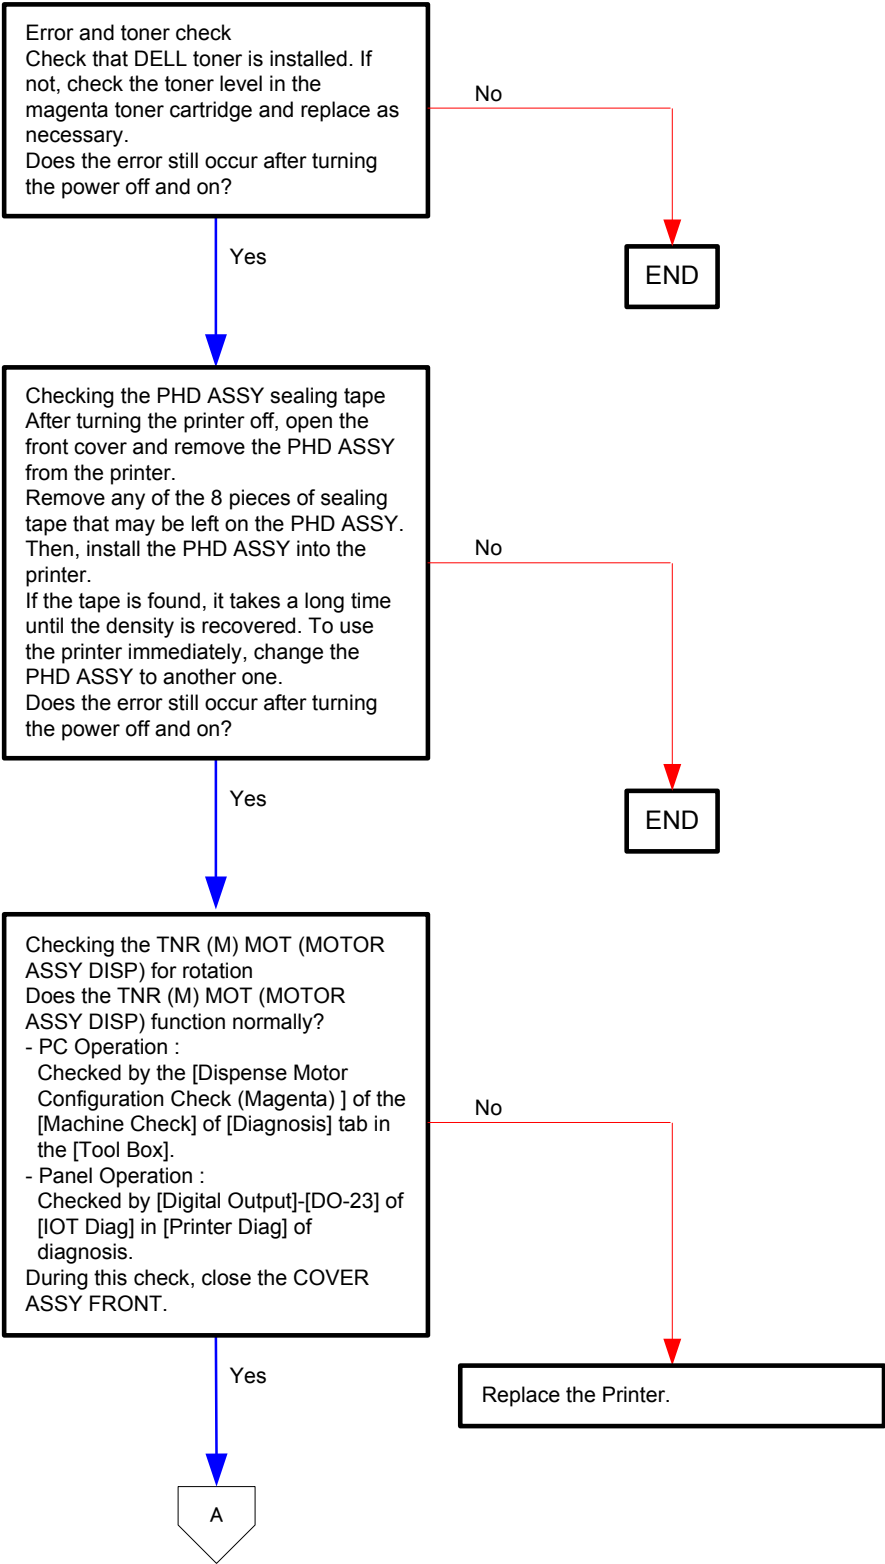 Error and toner check
Check that DELL toner is installed. If
not, check the toner level in the
magenta toner cartridge and replace as
necessary.
Does the error still occur after turning
the power off and on?
No
END
Yes
Checking the PHD ASSY sealing tape
After turning the printer off, open the
front cover and remove the PHD ASSY
from the printer.
Remove any of the 8 pieces of sealing
tape that may be left on the PHD ASSY.
Then, install the PHD ASSY into the
printer.
If the tape is found, it takes a long time
until the density is recovered. To use
the printer immediately, change the
PHD ASSY to another one.
Does the error still occur after turning
the power off and on?
No
END
Yes
Checking the TNR (M) MOT (MOTOR
ASSY DISP) for rotation
Does the TNR (M) MOT (MOTOR
ASSY DISP) function normally?
- PC Operation :
Checked by the [Dispense Motor
Configuration Check (Magenta) ] of the
[Machine Check] of [Diagnosis] tab in
the [Tool Box].
- Panel Operation :
Checked by [Digital Output]-[DO-23] of
[IOT Diag] in [Printer Diag] of
diagnosis.
During this check, close the COVER
ASSY FRONT.
No
Replace the Printer.
Yes
A